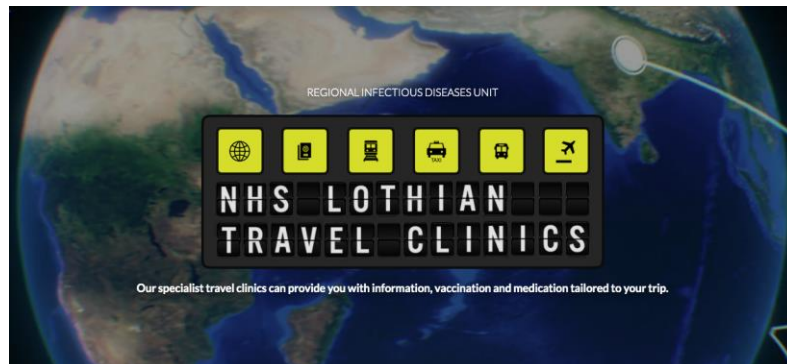 REGIONAL INFECTIOUS DISEASES UNIT
TAXI
NHS LOTHIAN
TRAVEL CLINICS
Our specialist travel clinics can provide you with information, vaccination and medication tailored to your trip.